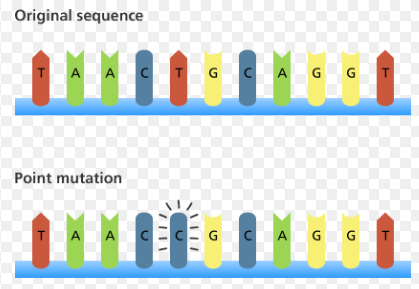 Original sequence
T A A C T G C A G G T
Point mutation
T A A C C G C A G G T